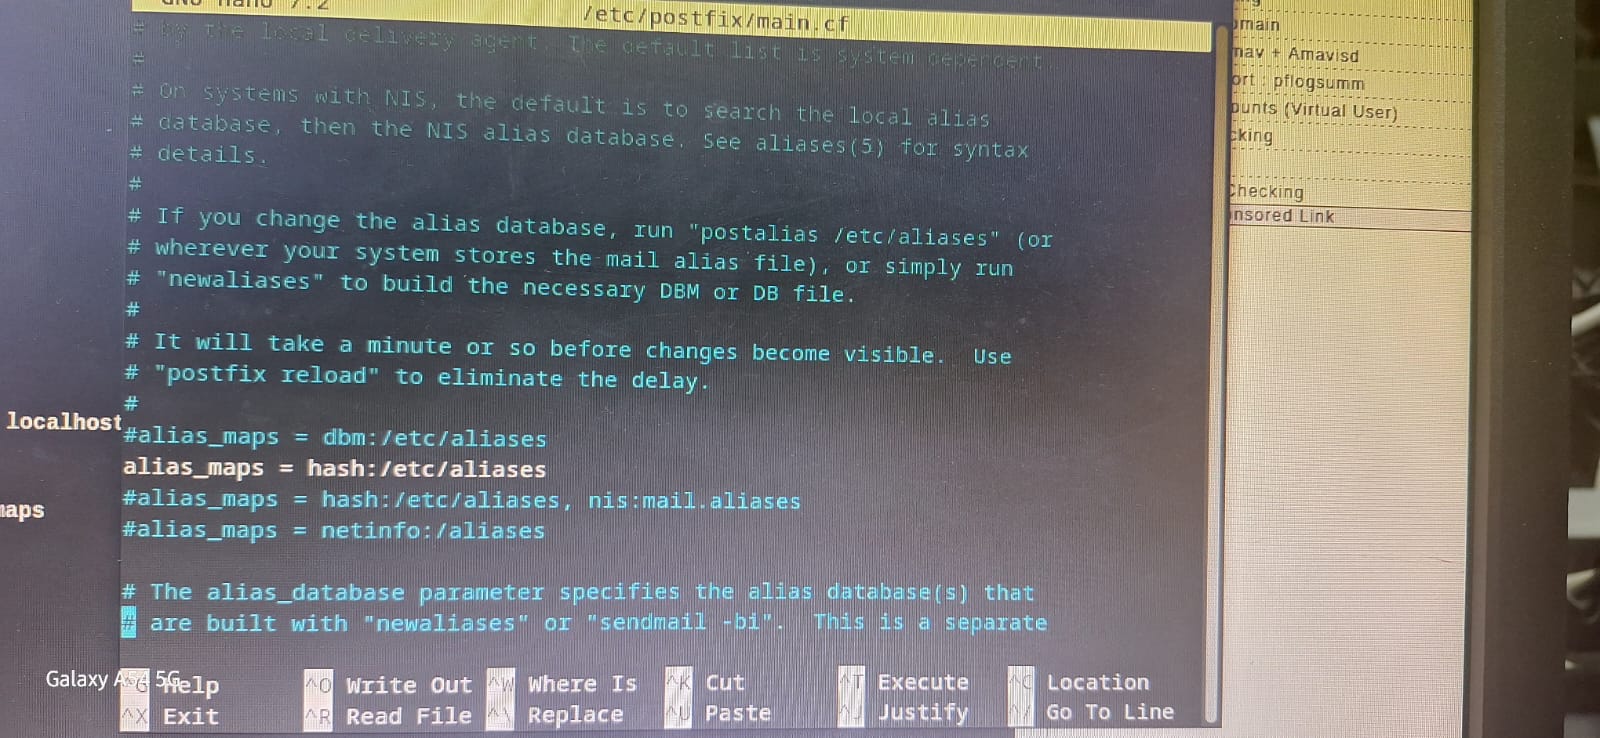 GNU nano 7.2
/etc/postfix/main.cf
# by the local delivery agent. The default list is system dependent.
#
# On systems with NIS, the default is to search the local alias
# database, then the NIS alias database. See aliases(5) for syntax
# details.
#
# If you change the alias database, run "postalias /etc/aliases" (or
# wherever your system stores the mail alias file), or simply run
# "newaliases" to build the necessary DBM or DB file.
#
# It will take a minute or so before changes become visible.  Use
# "postfix reload" to eliminate the delay.
#
#alias_maps = dbm:/etc/aliases
alias_maps = hash:/etc/aliases
#alias_maps = hash:/etc/aliases, nis:mail.aliases
#alias_maps = netinfo:/aliases
# The alias_database parameter specifies the alias database(s) that
# are built with "newaliases" or "sendmail -bi".  This is a separate
^G Help ^O Write Out ^W Where Is ^K Cut ^T Execute ^C Location
^X Exit ^R Read File ^\ Replace ^U Paste ^J Justify ^/ Go To Line
localhost
maps
omain
mav + Amavisd
ort : pflogsumm
ounts (Virtual User)
cking
Checking
nsored Link
Galaxy A54 5G